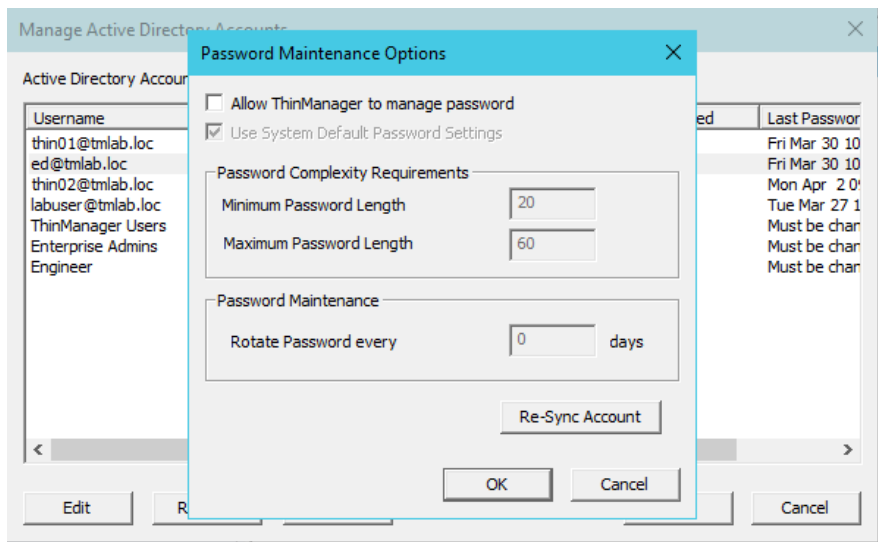 Manage Active Directory Accounts
Password Maintenance Options
Active Directory Accoun
Allow ThinManager to manage password
Use System Default Password Settings
Username
ed
Last Passwor
thin01@tmlab.loc
Fri Mar 30 10
ed@tmlab.loc
Fri Mar 30 10
thin02@tmlab.loc
Mon Apr 2 0
labuser@tmlab.loc
Tue Mar 27 1
ThinManager Users
Must be chan
Enterprise Admins
Must be chan
Engineer
Must be chan
Password Complexity Requirements
Minimum Password Length 20
Maximum Password Length 60
Password Maintenance
Rotate Password every 0 days
Re-Sync Account
OK
Cancel
Edit
R
Cancel